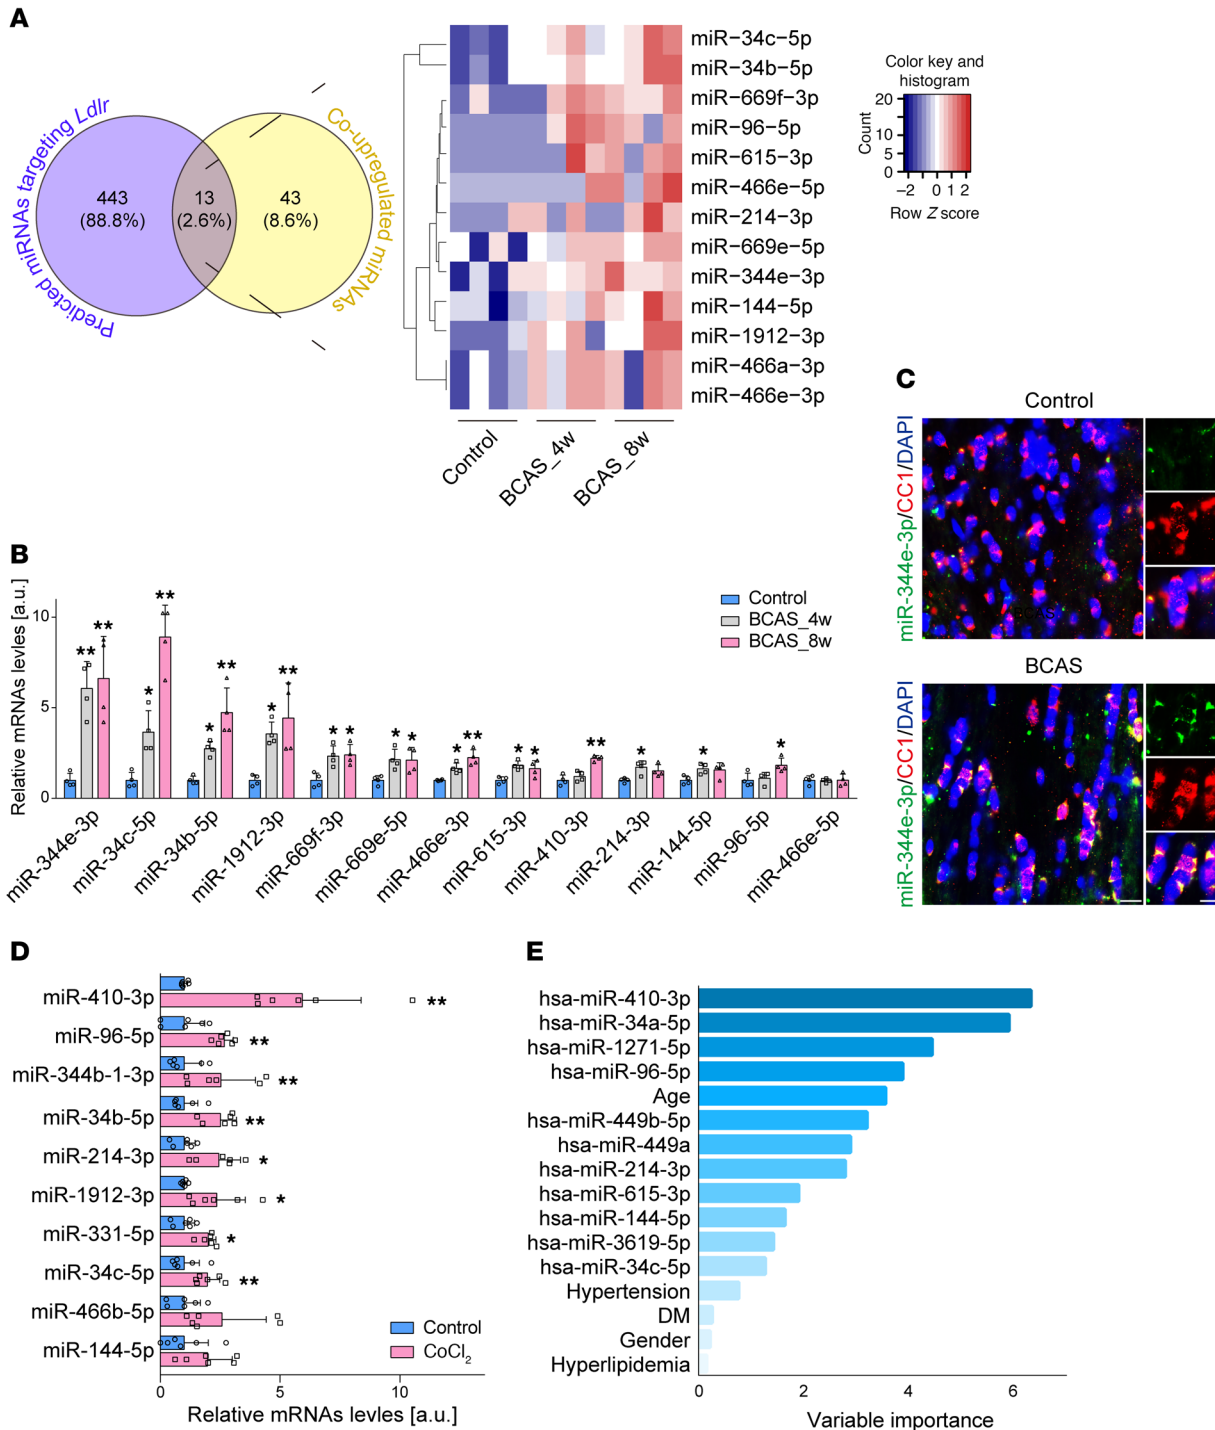 A
Predicted miRNAs targeting Ldlr
Co-upregulated miRNAs
443
(88.8%)
13
(2.6%)
43
(8.6%)
miR−34c−5p
miR−34b−5p
miR−669f−3p
miR−96−5p
miR−615−3p
miR−466e−5p
miR−214−3p
miR−669e−5p
miR−344e−3p
miR−144−5p
miR−1912−3p
miR−466a−3p
miR−466e−3p
Control
BCAS_4w
BCAS_8w
Color key and
histogram
Count
20
10
5
0
−2 0 1 2
Row Z score
B
Relative mRNAs levles [a.u.]
10
5
0
Control
BCAS_4w
BCAS_8w
** ** * ** * ** * ** * * * * * ** * * ** * * *
miR-344e-3p
miR-34c-5p
miR-34b-5p
miR-1912-3p
miR-669f-3p
miR-669e-5p
miR-466e-3p
miR-615-3p
miR-410-3p
miR-214-3p
miR-144-5p
miR-96-5p
miR-466e-5p
C
Control
miR-344e-3p/CC1/DAPI
BCAS
BCAS
miR-344e-3p/CC1/DAPI
D
miR-410-3p **
miR-96-5p **
miR-344b-1-3p **
miR-34b-5p **
miR-214-3p *
miR-1912-3p *
miR-331-5p *
miR-34c-5p **
miR-466b-5p
miR-144-5p
Control
CoCl2
0 5 10
Relative mRNAs levles [a.u.]
E
hsa-miR-410-3p
hsa-miR-34a-5p
hsa-miR-1271-5p
hsa-miR-96-5p
Age
hsa-miR-449b-5p
hsa-miR-449a
hsa-miR-214-3p
hsa-miR-615-3p
hsa-miR-144-5p
hsa-miR-3619-5p
hsa-miR-34c-5p
Hypertension
DM
Gender
Hyperlipidemia
0 2 4 6
Variable importance